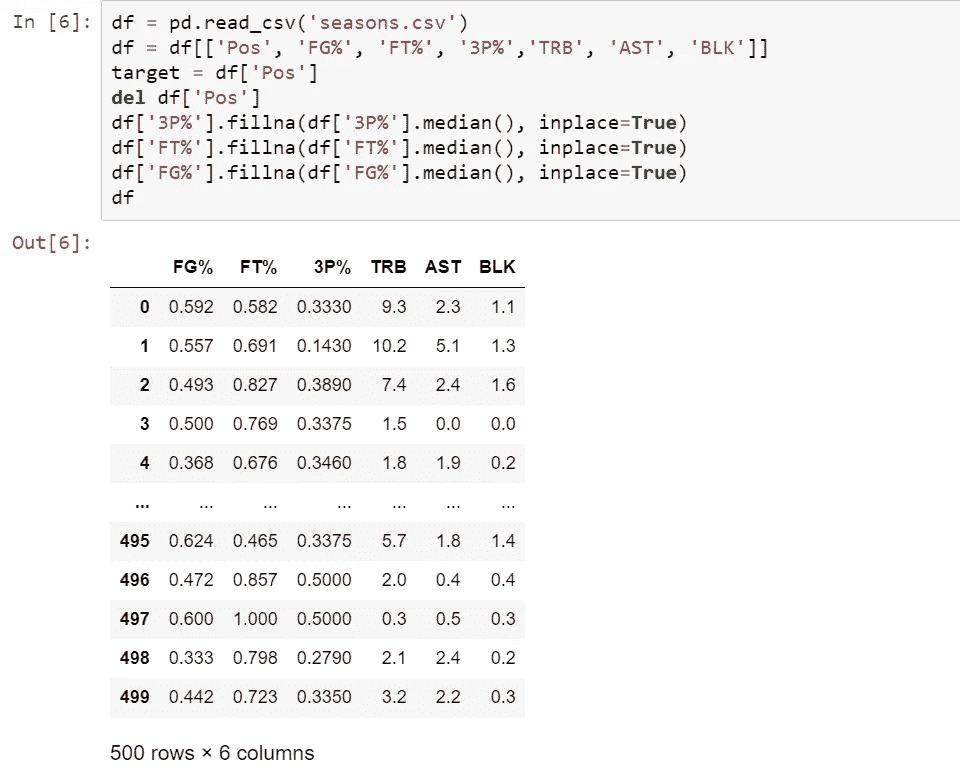 In [6]: df = pd.read_csv('seasons.csv')
df = df[['Pos', 'FG%', 'FT%', '3P%','TRB', 'AST', 'BLK']]
target = df['Pos']
del df['Pos']
df['3P%'].fillna(df['3P%'].median(), inplace=True)
df['FT%'].fillna(df['FT%'].median(), inplace=True)
df['FG%'].fillna(df['FG%'].median(), inplace=True)
df
Out[6]:
FG% FT% 3P% TRB AST BLK
0 0.592 0.582 0.3330 9.3 2.3 1.1
1 0.557 0.691 0.1430 10.2 5.1 1.3
2 0.493 0.827 0.3890 7.4 2.4 1.6
3 0.500 0.769 0.3375 1.5 0.0 0.0
4 0.368 0.676 0.3460 1.8 1.9 0.2
... ... ... ... ... ... ...
495 0.624 0.465 0.3375 5.7 1.8 1.4
496 0.472 0.857 0.5000 2.0 0.4 0.4
497 0.600 1.000 0.5000 0.3 0.5 0.3
498 0.333 0.798 0.2790 2.1 2.4 0.2
499 0.442 0.723 0.3350 3.2 2.2 0.3
500 rows × 6 columns